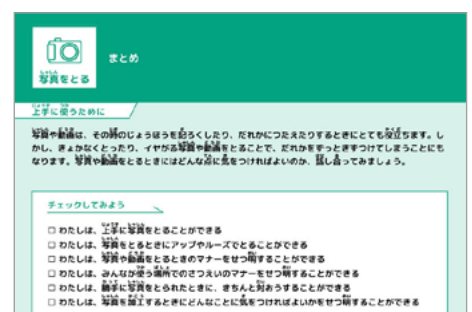 まとめ
しゃしん
写真をとる
じょうず つか
上手に使うために
写真や動画は、その時のじょうほうを記ろくしたり、だれかにつたえたりするときにとても役立ちます。し
かし、きょかなくとったり、イヤがる写真や動画をとることで、だれかをずっときずつけてしまうことにも
なります。写真や動画をとるときにはどんな点に気をつければよいのか、話し合ってみましょう。
チェックしてみよう
□ わたしは、上手に写真をとることができる
□ わたしは、写真をとるときにアップやルーズでとることができる
□ わたしは、写真や動画をとるときのマナーをせつ明することができる
□ わたしは、みんなが使う場所でのさつえいのマナーをせつ明することができる
□ わたしは、勝手に写真をとられたときに、きちんと対おうすることができる
□ わたしは、写真を加工するときにどんなことに気をつければよいかをせつ明することができる